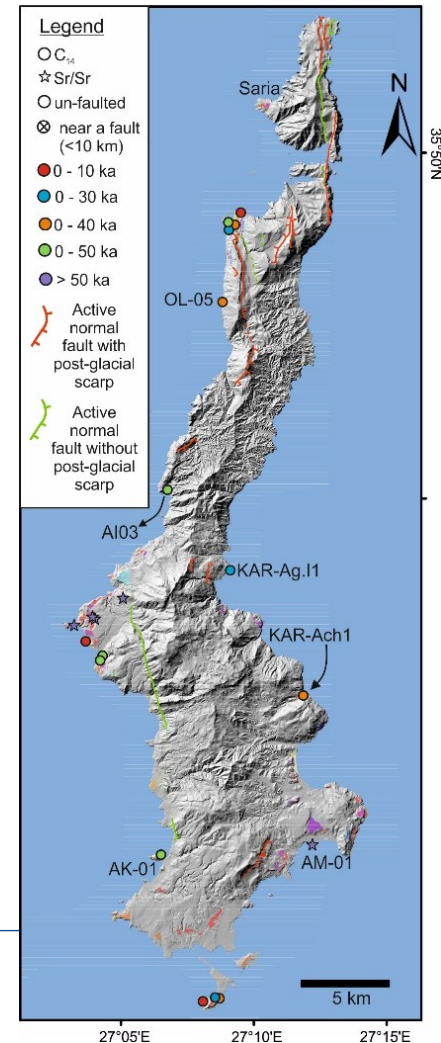 Legend
C₁₄
Sr/Sr
un-faulted
near a fault
(<10 km)
0 - 10 ka
0 - 30 ka
0 - 40 ka
0 - 50 ka
> 50 ka
Active
normal
fault with
post-glacial
scarp
Active
normal
fault without
post-glacial
scarp
Saria
N
35°50'N
OL-05
AI03
KAR-Ag.I1
KAR-Ach1
AK-01
AM-01
5 km
27°05'E
27°10'E
27°15'E